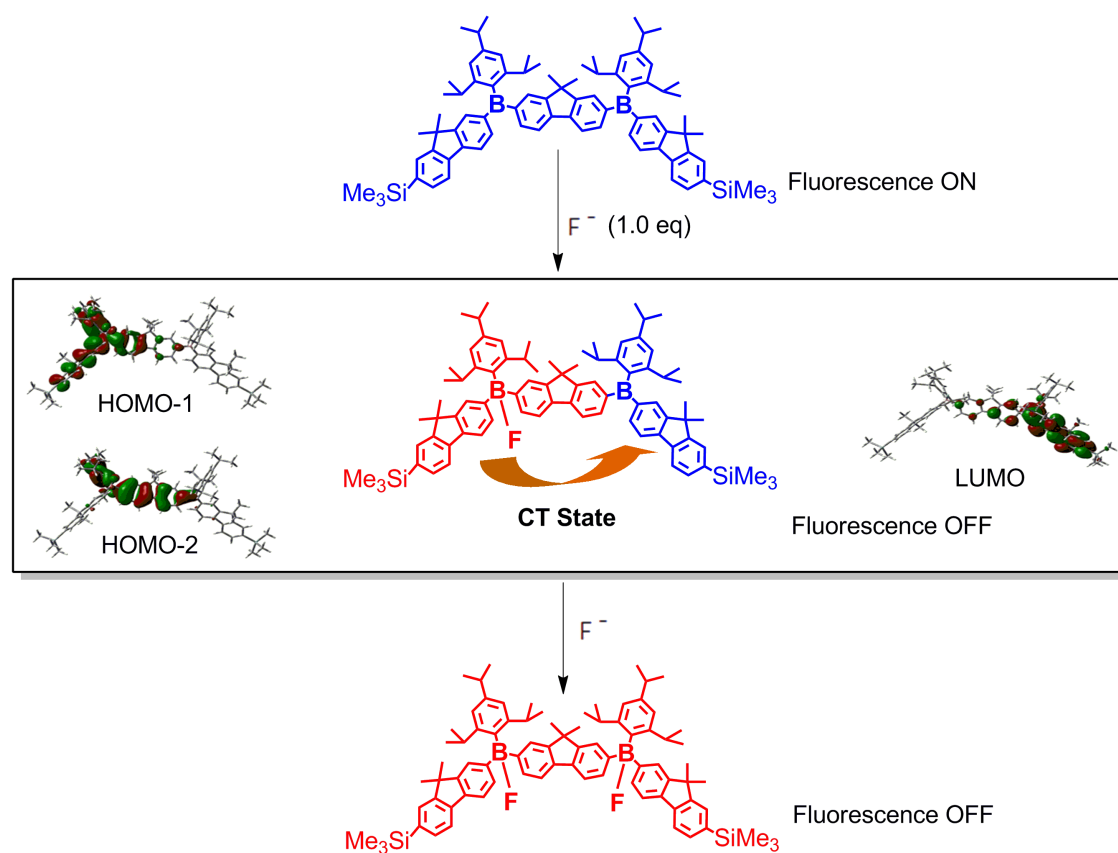 B B
Me₃Si SiMe₃
Fluorescence ON
F⁻ (1.0 eq)
HOMO-1
B B
F
Me₃Si SiMe₃
LUMO
CT State
Fluorescence OFF
HOMO-2
F⁻
B B
F F
Me₃Si SiMe₃
Fluorescence OFF